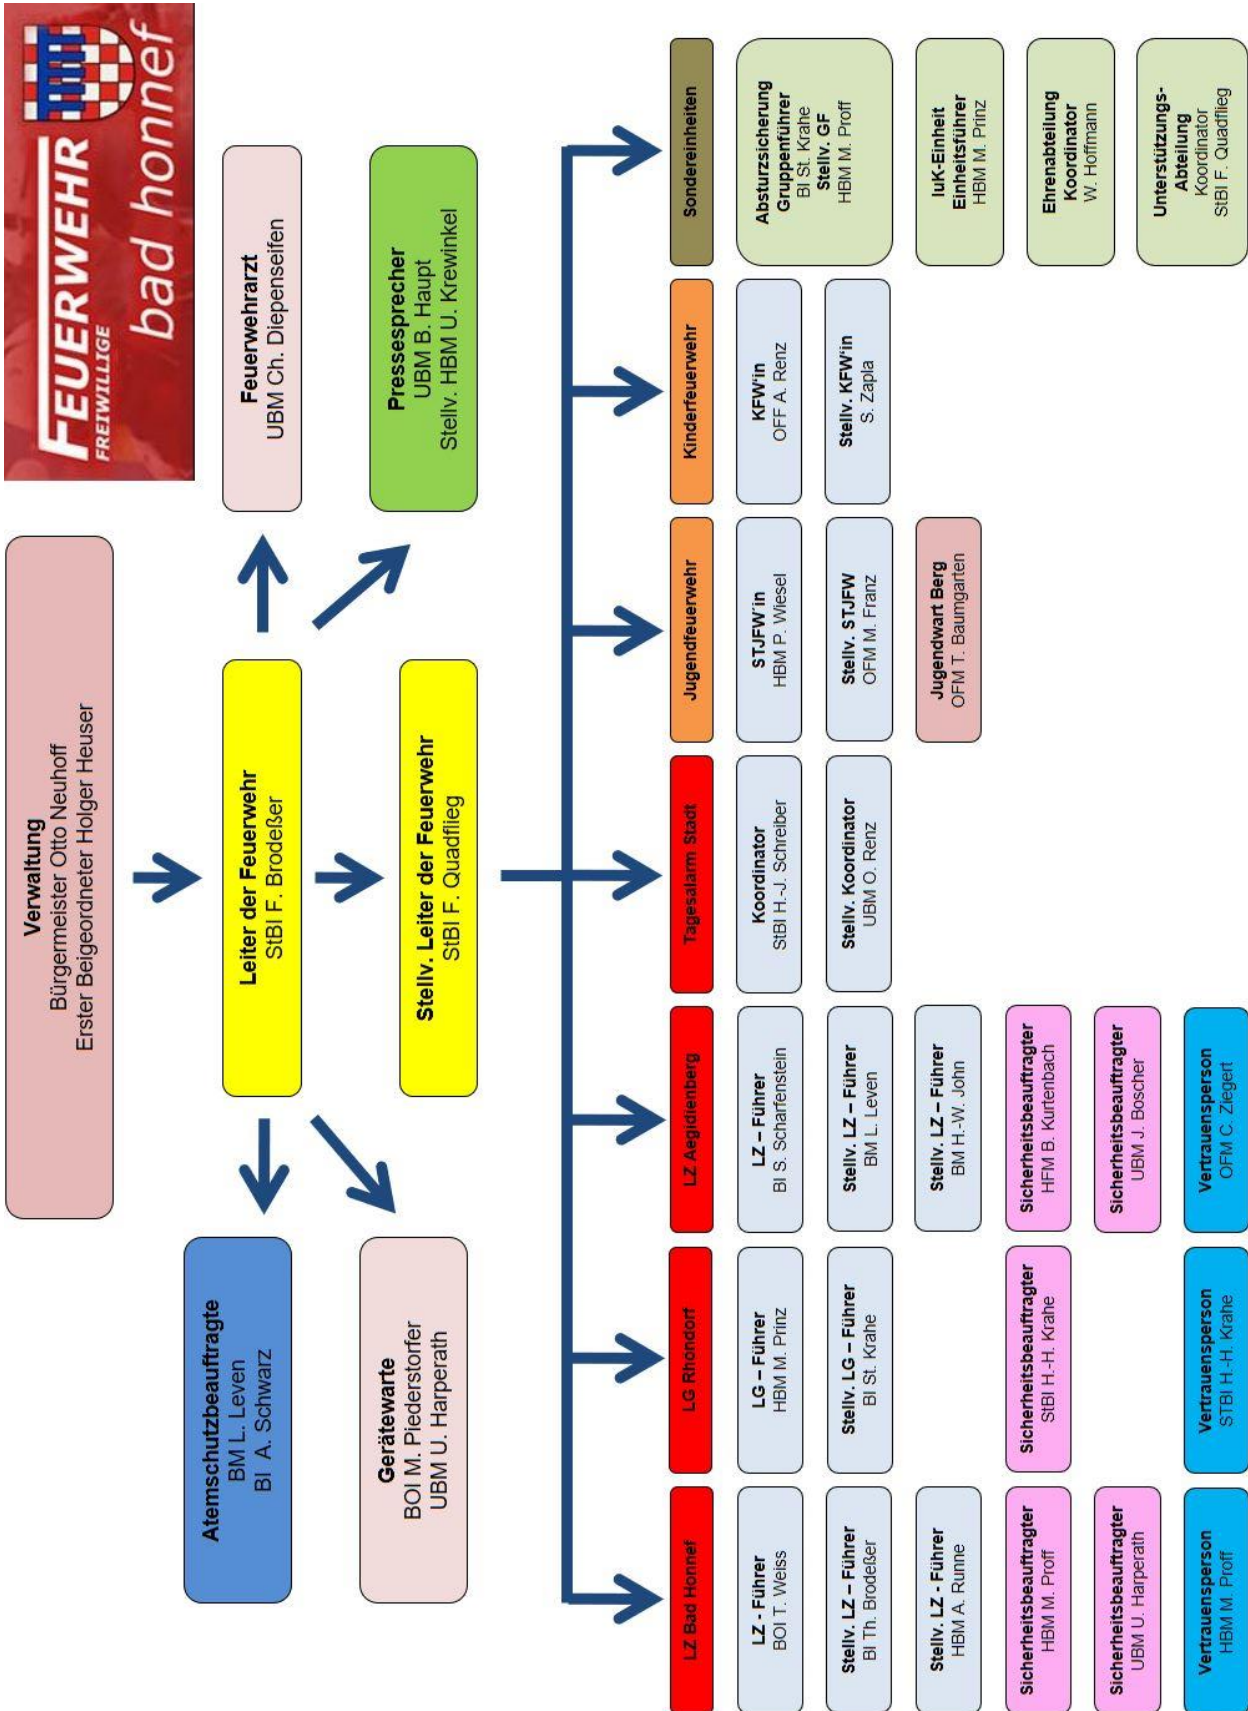 FEUERWEHR
FREIWILLIGE
bad honnef
Verwaltung
Bürgermeister Otto Neuhoff
Erster Beigeordneter Holger Heuser
Atemschutzbeauftragte
BM L. Leven
BI A. Schwarz
Leiter der Feuerwehr
StBI F. Brodeßer
Feuerwehrarzt
UBM Ch. Diepenseifen
Gerätewarte
BOI M. Piederstorfer
UBM U. Harperath
Stellv. Leiter der Feuerwehr
StBI F. Quadflieg
Pressesprecher
UBM B. Haupt
Stellv. HBM U. Krewinkel
LZ Bad Honnef
LZ - Führer
BOI T. Weiss
Stellv. LZ – Führer
BI Th. Brodeßer
Stellv. LZ - Führer
HBM A. Runne
Sicherheitsbeauftragter
HBM M. Proff
Sicherheitsbeauftragter
UBM U. Harperath
Vertrauensperson
HBM M. Proff
LG Rhöndorf
LG – Führer
HBM M. Prinz
Stellv. LG – Führer
BI St. Krahe
Sicherheitsbeauftragter
StBI H.-H. Krahe
Vertrauensperson
STBI H.-H. Krahe
LZ Aegidienberg
LZ – Führer
BI S. Scharfenstein
Stellv. LZ – Führer
BM L. Leven
Stellv. LZ – Führer
BM H.-W. John
Sicherheitsbeauftragter
HFM B. Kurtenbach
Sicherheitsbeauftragter
UBM J. Boscher
Vertrauensperson
OFM C. Ziegert
Tagesalarm Stadt
Koordinator
StBI H.-J. Schreiber
Stellv. Koordinator
UBM O. Renz
Jugendfeuerwehr
STJFW´in
HBM P. Wiesel
Stellv. STJFW
OFM M. Franz
Jugendwart Berg
OFM T. Baumgarten
Kinderfeuerwehr
KFW'in
OFF A. Renz
Stellv. KFW'in
S. Zapla
Sondereinheiten
Absturzsicherung
Gruppenführer
BI St. Krahe
Stellv. GF
HBM M. Proff
IuK-Einheit
Einheitsführer
HBM M. Prinz
Ehrenabteilung
Koordinator
W. Hoffmann
Unterstützungs-
Abteilung
Koordinator
StBI F. Quadflieg